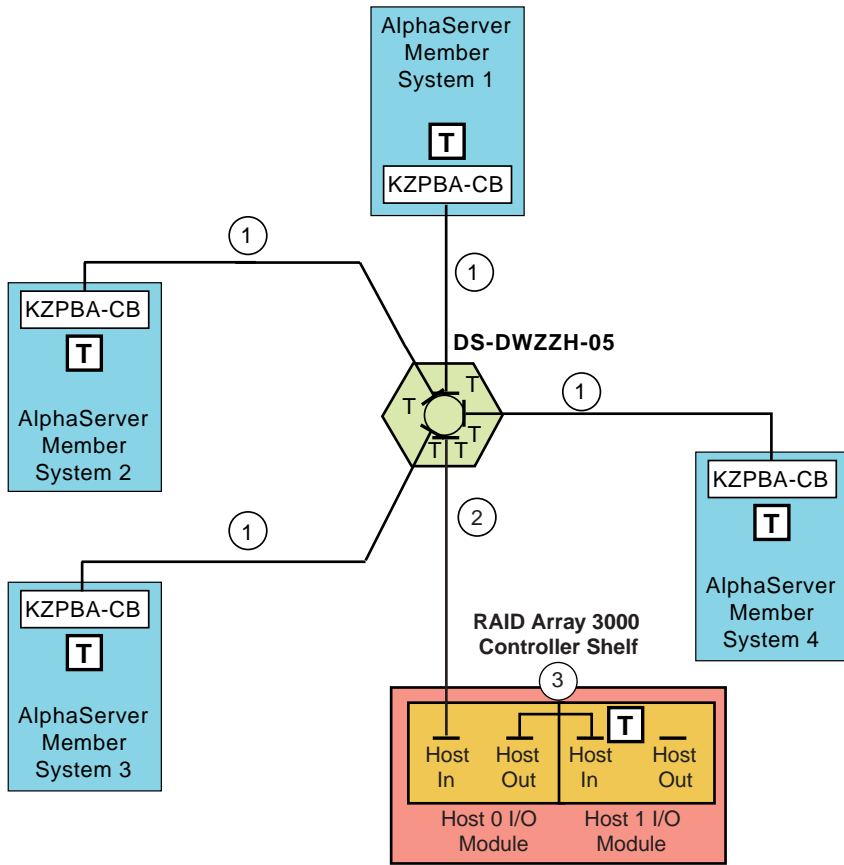 AlphaServer
Member
System 1
T
KZPBA-CB
1
1
KZPBA-CB
T
AlphaServer
Member
System 2
DS-DWZZH-05
T
T
T
T
T
1
KZPBA-CB
T
AlphaServer
Member
System 4
1
2
KZPBA-CB
T
AlphaServer
Member
System 3
RAID Array 3000
Controller Shelf
3
T
Host
In
Host
Out
Host
In
Host
Out
Host 0 I/O
Module
Host 1 I/O
Module